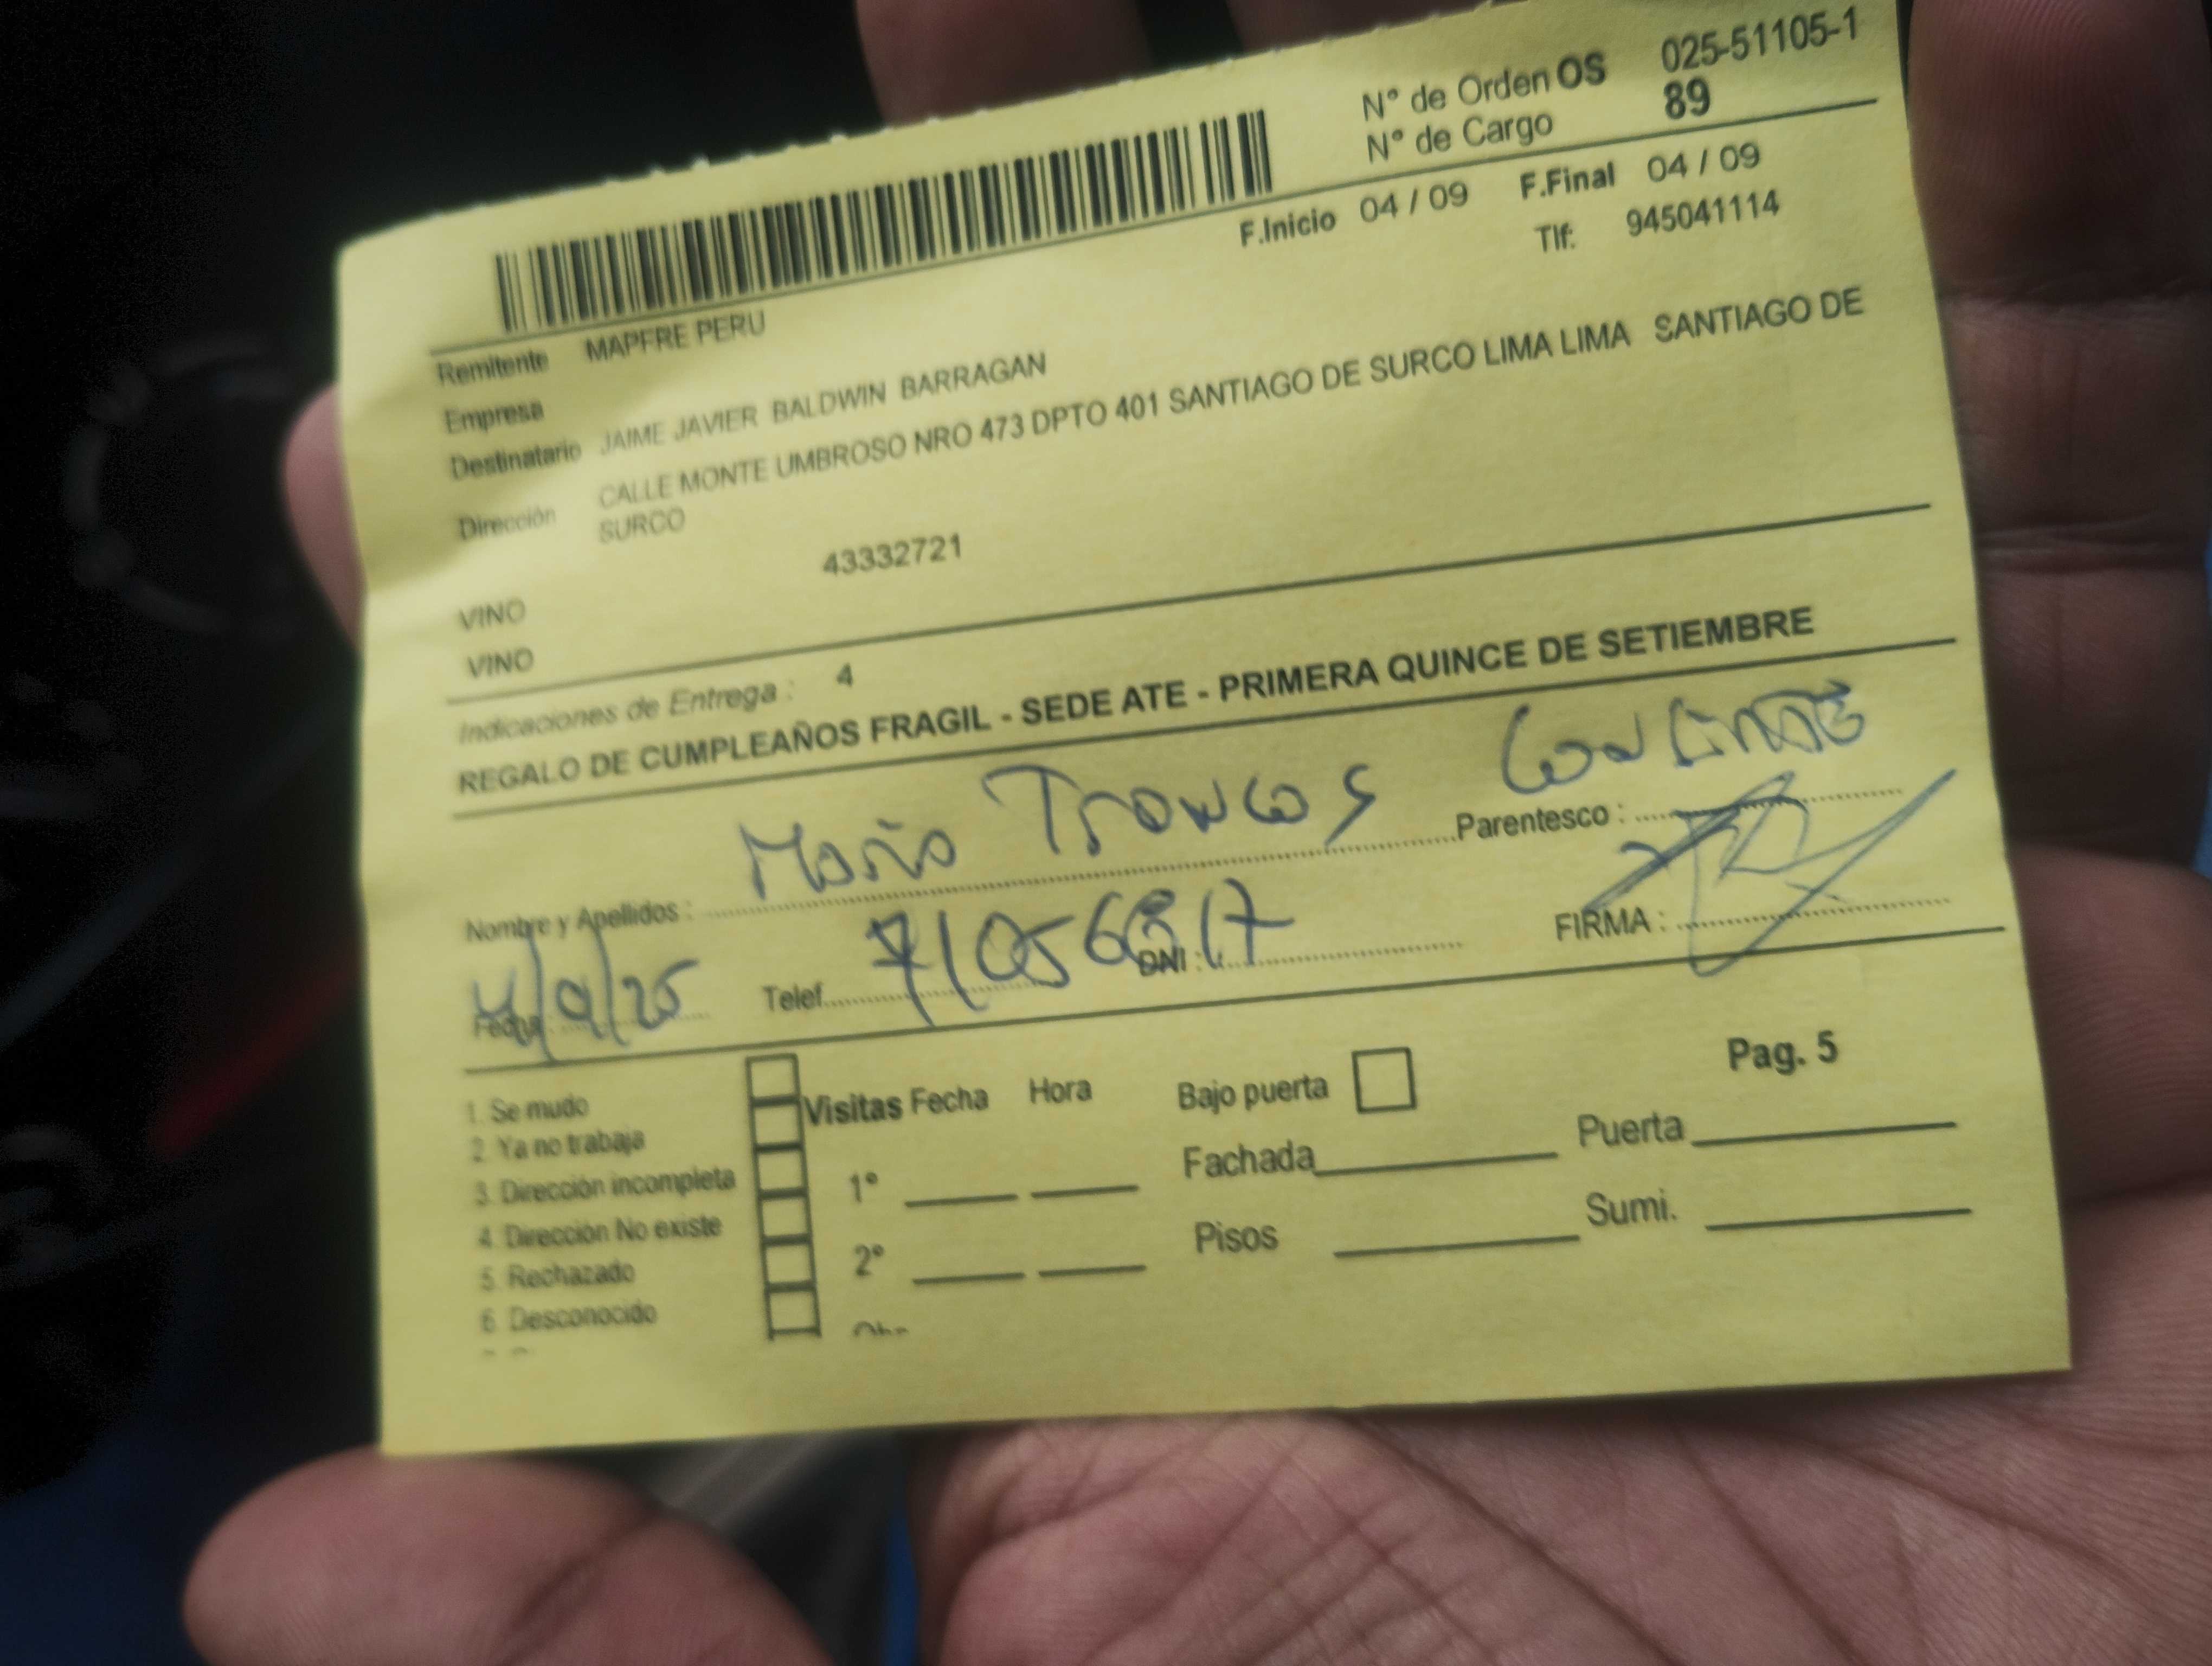 N° de Orden OS 025-51105-1
N° de Cargo 89
F.Inicio 04 / 09 F.Final 04 / 09
Tlf: 945041114
Remitente MAPFRE PERU
Empresa
Destinatario JAIME JAVIER BALDWIN BARRAGAN
Dirección CALLE MONTE UMBROSO NRO 473 DPTO 401 SANTIAGO DE SURCO LIMA LIMA SANTIAGO DE
SURCO
43332721
VINO
VINO
Indicaciones de Entrega : 4
REGALO DE CUMPLEAÑOS FRAGIL - SEDE ATE - PRIMERA QUINCE DE SETIEMBRE
Nombre y Apellidos : Mario Parentesco :
Fecha 4/9/25 Telef. DNI : FIRMA :
Pag. 5
1. Se mudo
2. Ya no trabaja
3. Dirección incompleta
4. Dirección No existe
5. Rechazado
6. Desconocido
Visitas Fecha Hora
1°
2°
Bajo puerta
Fachada Puerta
Pisos Sumi.